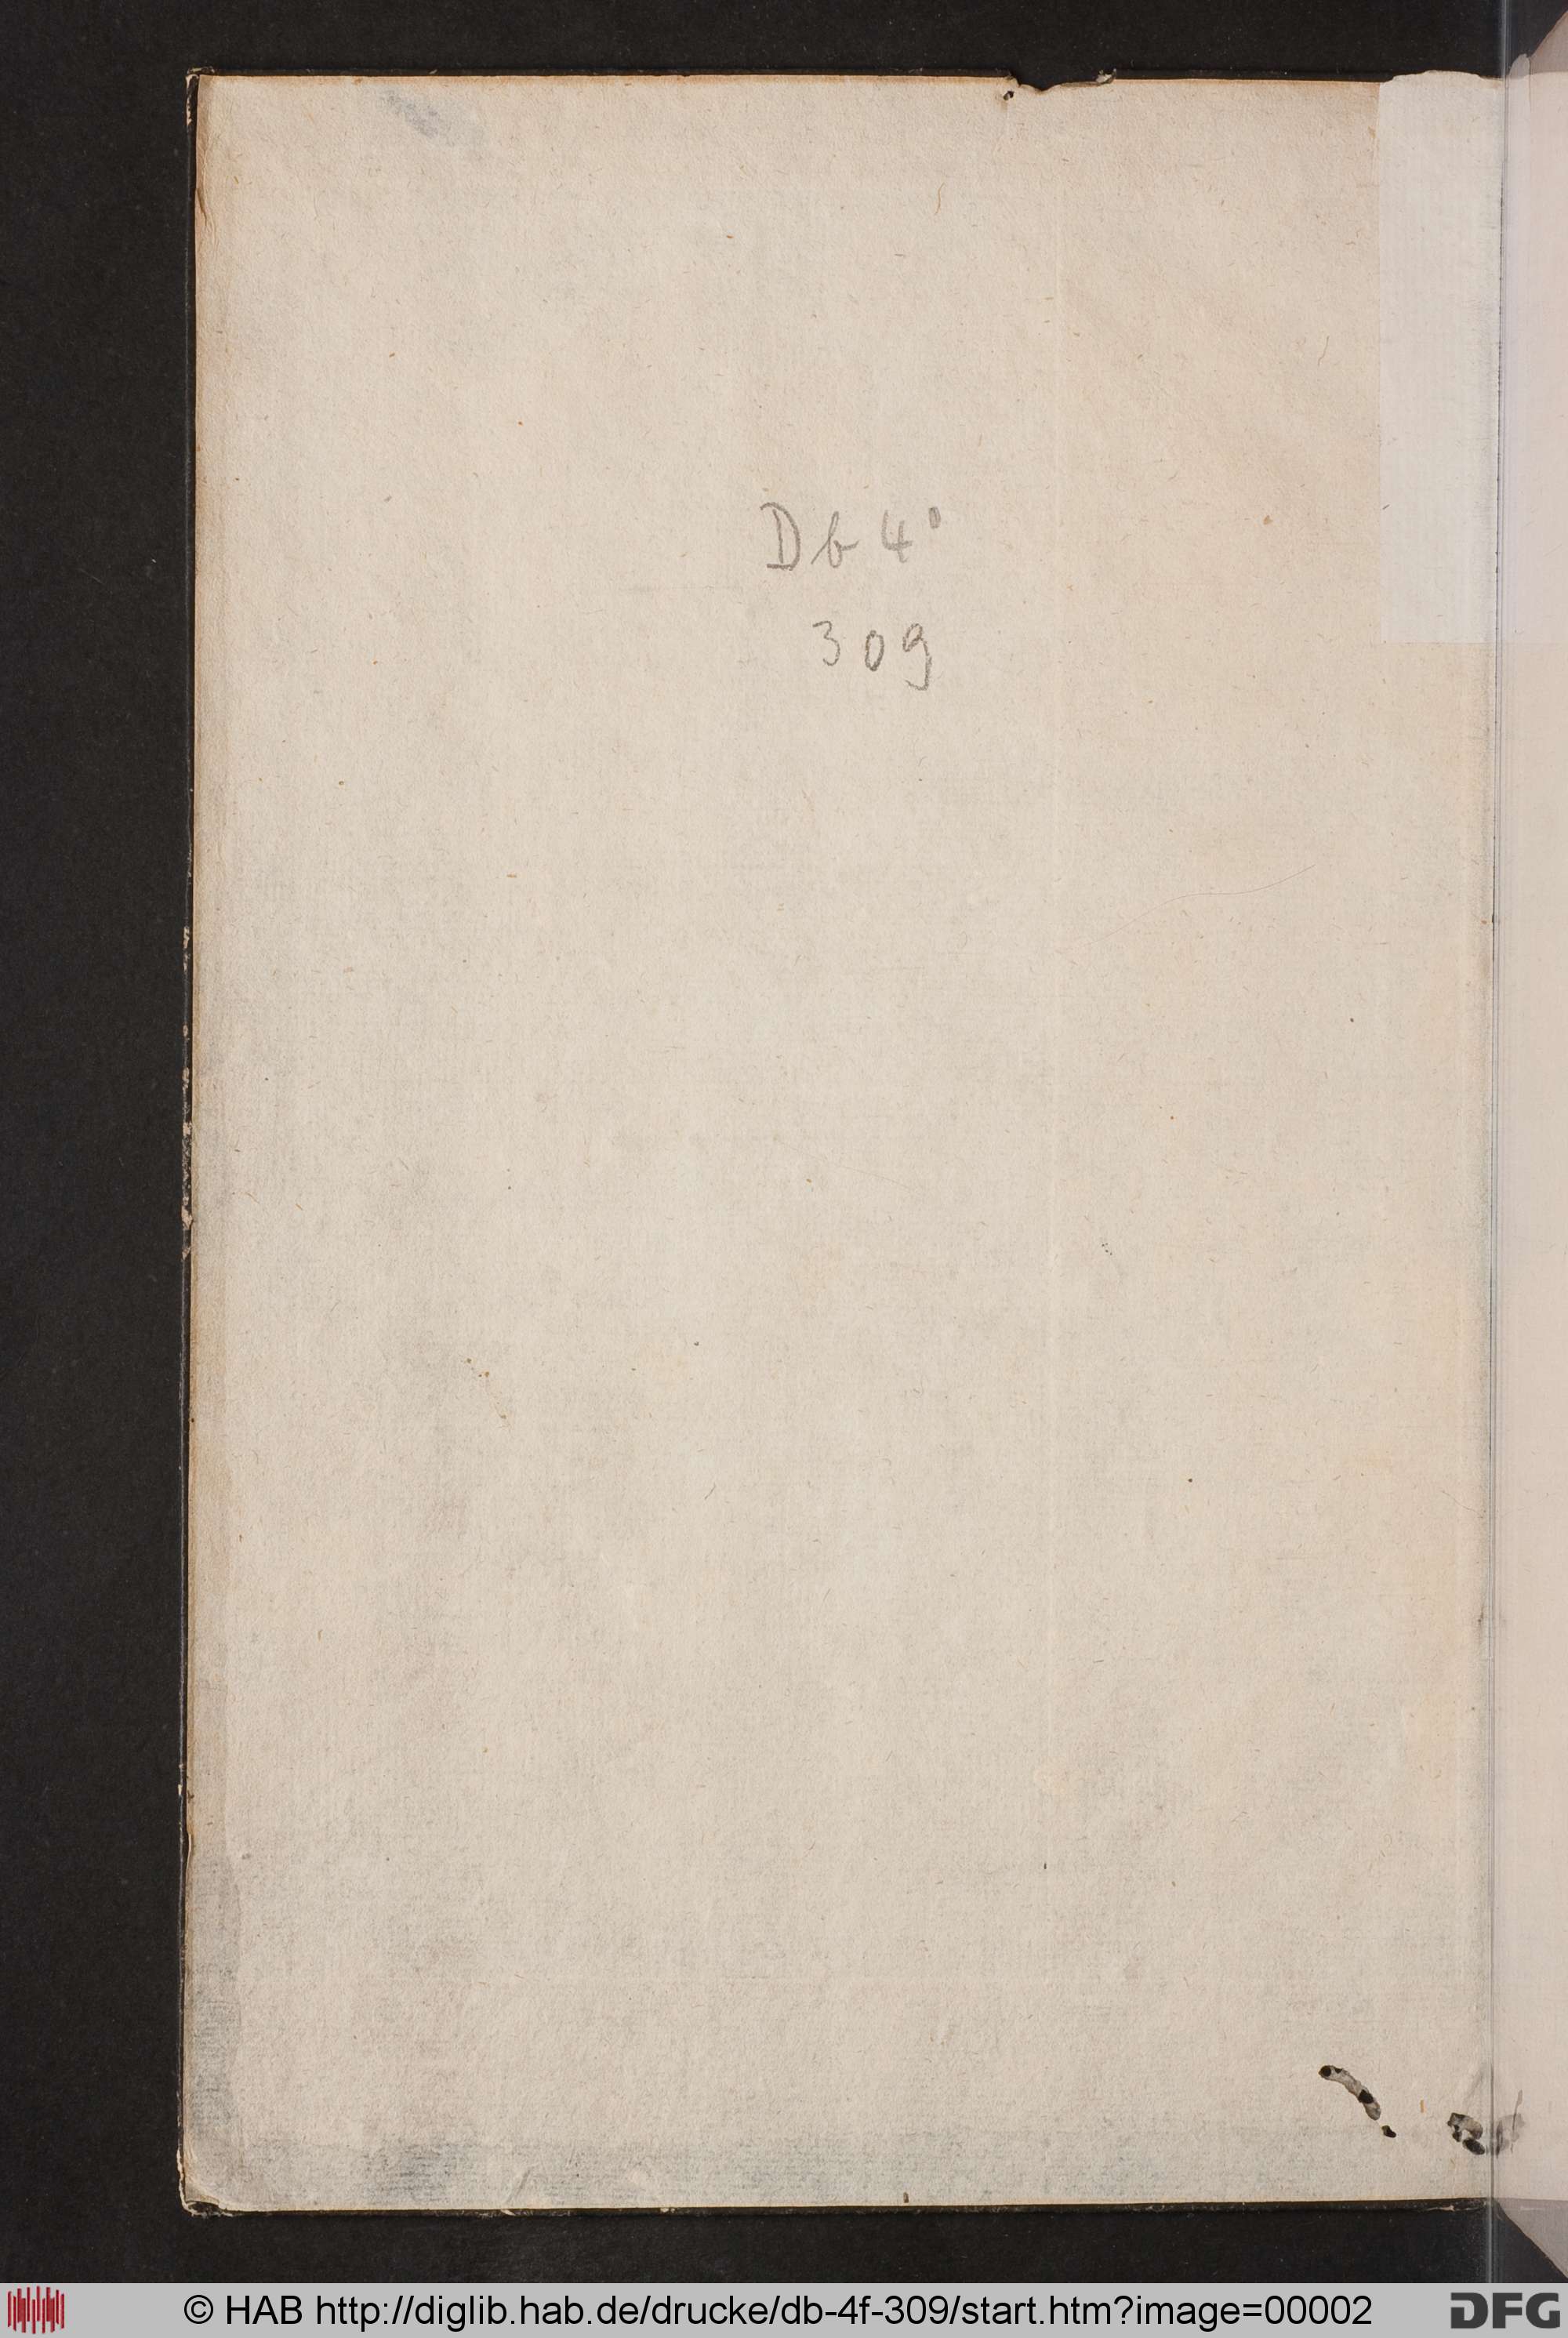 Db 4°
309
© HAB http://diglib.hab.de/drucke/db-4f-309/start.htm?image=00002
DFG